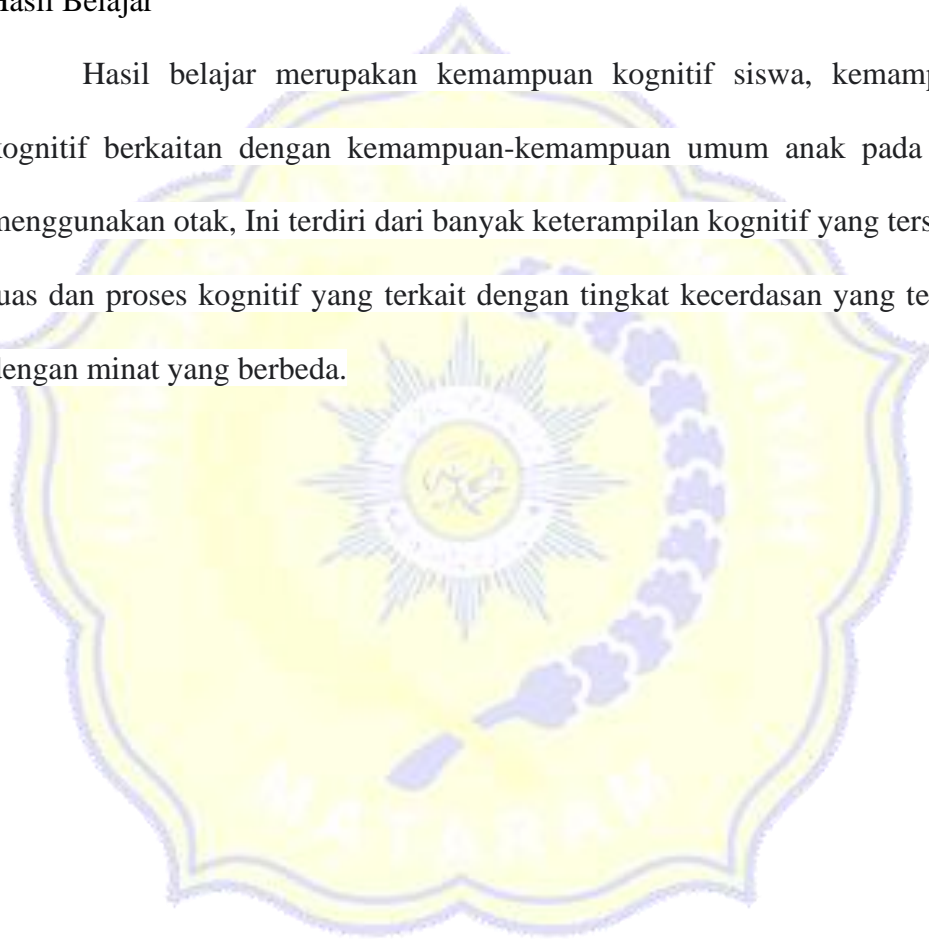 Hasil Belajar
Hasil belajar merupakan kemampuan kognitif siswa,
kognitif berkaitan dengan kemampuan-kemampuan umum anak pada
menggunakan otak, Ini terdiri dari banyak keterampilan kognitif yang
dan proses kognitif yang terkait dengan tingkat kecerdasan yang
dengan minat yang berbeda.
MATARAM